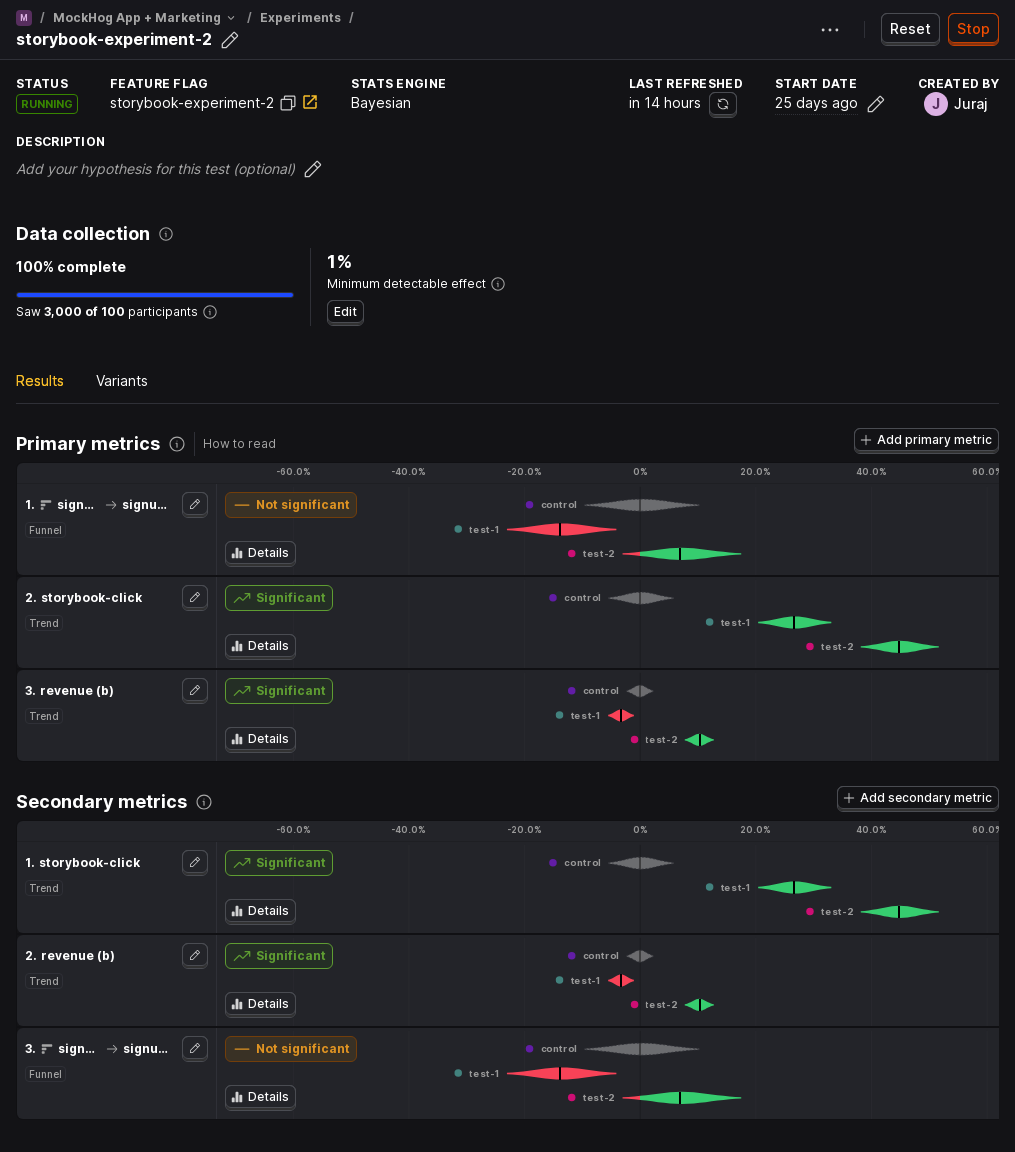 M / MockHog App + Marketing / Experiments /
storybook-experiment-2
Reset Stop
STATUS FEATURE FLAG STATS ENGINE LAST REFRESHED START DATE CREATED BY
RUNNING storybook-experiment-2 Bayesian in 14 hours 25 days ago J Juraj
DESCRIPTION
Add your hypothesis for this test (optional)
Data collection
100% complete
1%
Minimum detectable effect
Saw 3,000 of 100 participants
Edit
Results Variants
Primary metrics How to read Add primary metric
-60.0% -40.0% -20.0% 0% 20.0% 40.0% 60.0%
1. sign... → signu... Not significant control
Funnel test-1
Details test-2
2. storybook-click Significant control
Trend test-1
Details test-2
3. revenue (b) Significant control
Trend test-1
Details test-2
Secondary metrics Add secondary metric
-60.0% -40.0% -20.0% 0% 20.0% 40.0% 60.0%
1. storybook-click Significant control
Trend test-1
Details test-2
2. revenue (b) Significant control
Trend test-1
Details test-2
3. sign... → signu... Not significant control
Funnel test-1
Details test-2